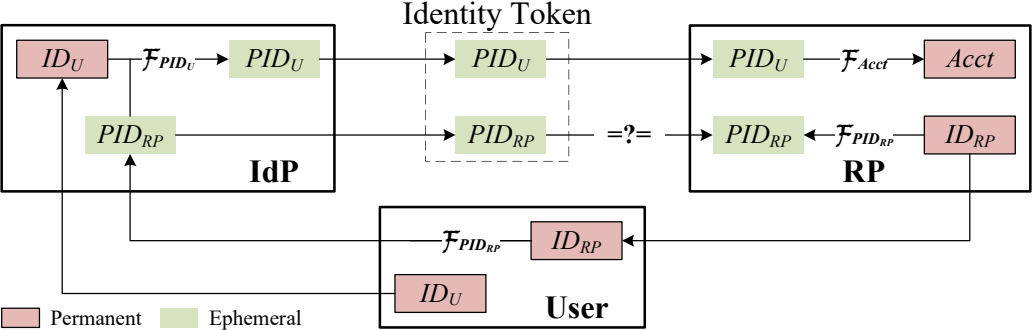 Identity Token
ID_U
F_PID_U
PID_U
PID_U
PID_U
F_Acct
Acct
PID_RP
PID_RP
=?=
PID_RP
F_PID_RP
ID_RP
IdP
RP
F_PID_RP
ID_RP
ID_U
User
Permanent
Ephemeral